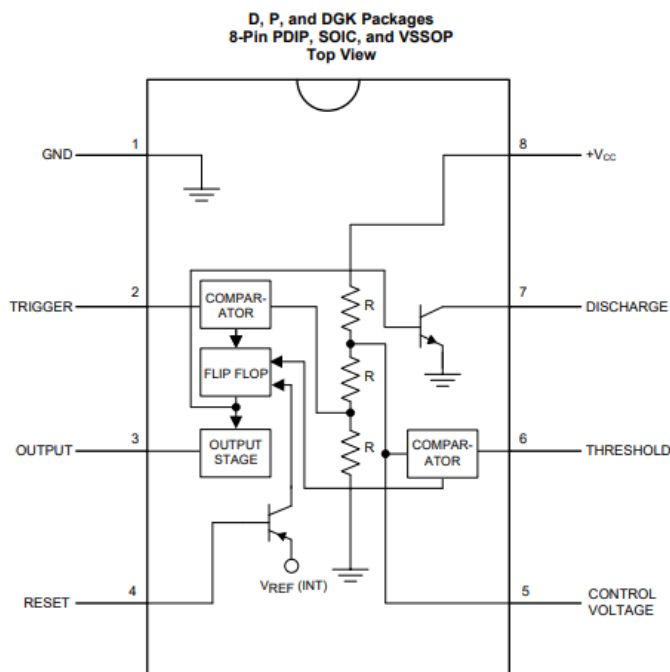 D, P, and DGK Packages
8-Pin PDIP, SOIC, and VSSOP
Top View
GND
1
8
+VCC
TRIGGER
2
COMPAR-
ATOR
R
7
DISCHARGE
FLIP FLOP
R
OUTPUT
3
OUTPUT
STAGE
R
COMPAR-
ATOR
6
THRESHOLD
VREF (INT)
RESET
4
5
CONTROL
VOLTAGE